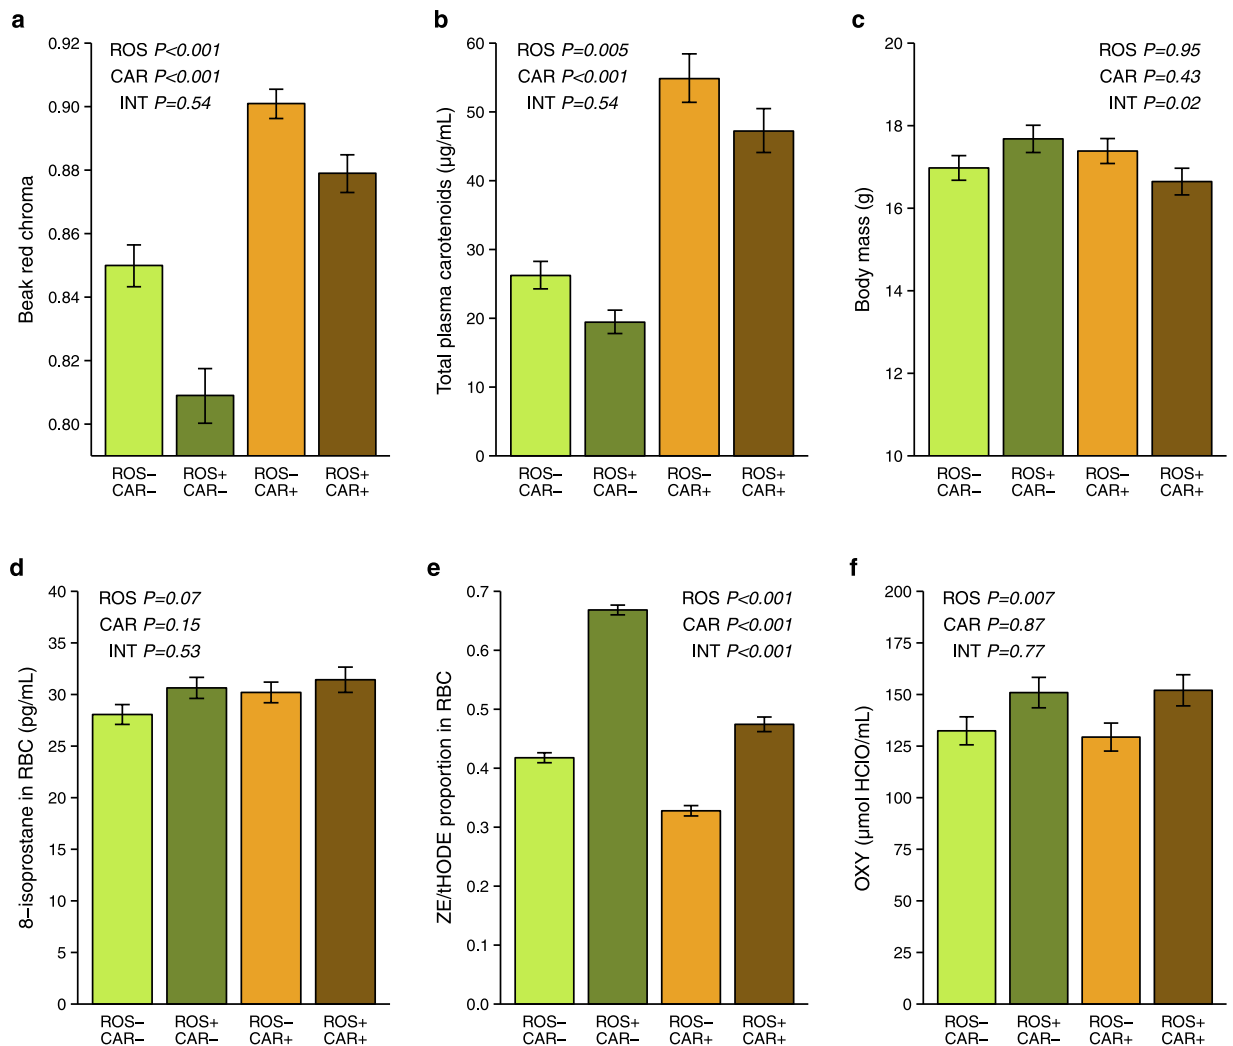 a
ROS P<0.001
CAR P<0.001
INT P=0.54
Beak red chroma
0.92
0.90
0.88
0.86
0.84
0.82
0.80
ROS− ROS+ ROS− ROS+
CAR− CAR− CAR+ CAR+
b
ROS P=0.005
CAR P<0.001
INT P=0.54
Total plasma carotenoids (µg/mL)
60
50
40
30
20
10
0
ROS− ROS+ ROS− ROS+
CAR− CAR− CAR+ CAR+
c
ROS P=0.95
CAR P=0.43
INT P=0.02
Body mass (g)
20
18
16
14
12
10
ROS− ROS+ ROS− ROS+
CAR− CAR− CAR+ CAR+
d
ROS P=0.07
CAR P=0.15
INT P=0.53
8−isoprostane in RBC (pg/mL)
40
35
30
25
20
15
10
5
0
ROS− ROS+ ROS− ROS+
CAR− CAR− CAR+ CAR+
e
ROS P<0.001
CAR P<0.001
INT P<0.001
ZE/tHODE proportion in RBC
0.7
0.6
0.5
0.4
0.3
0.2
0.1
0.0
ROS− ROS+ ROS− ROS+
CAR− CAR− CAR+ CAR+
f
ROS P=0.007
CAR P=0.87
INT P=0.77
OXY (µmol HClO/mL)
200
175
150
125
100
75
50
25
0
ROS− ROS+ ROS− ROS+
CAR− CAR− CAR+ CAR+